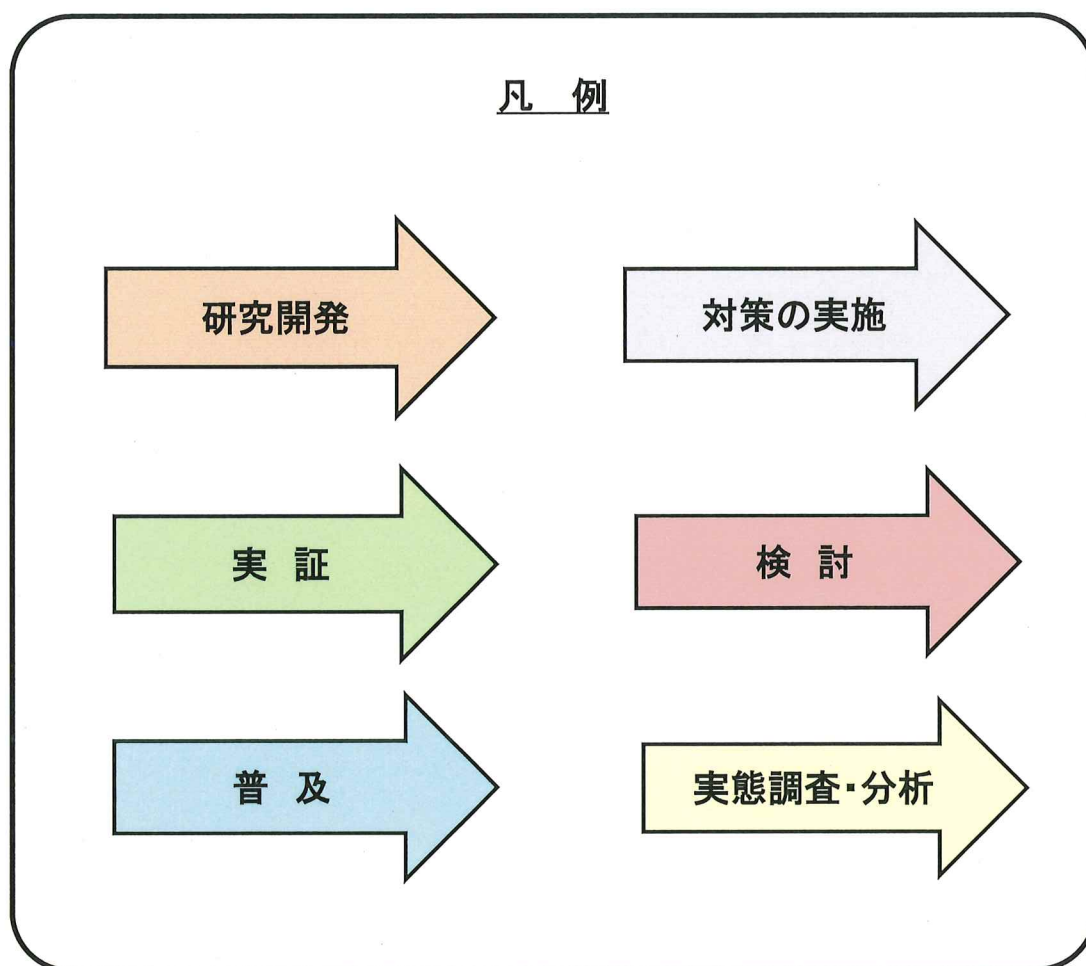 凡　例
研究開発
対策の実施
実　証
検　討
普　及
実態調査・分析